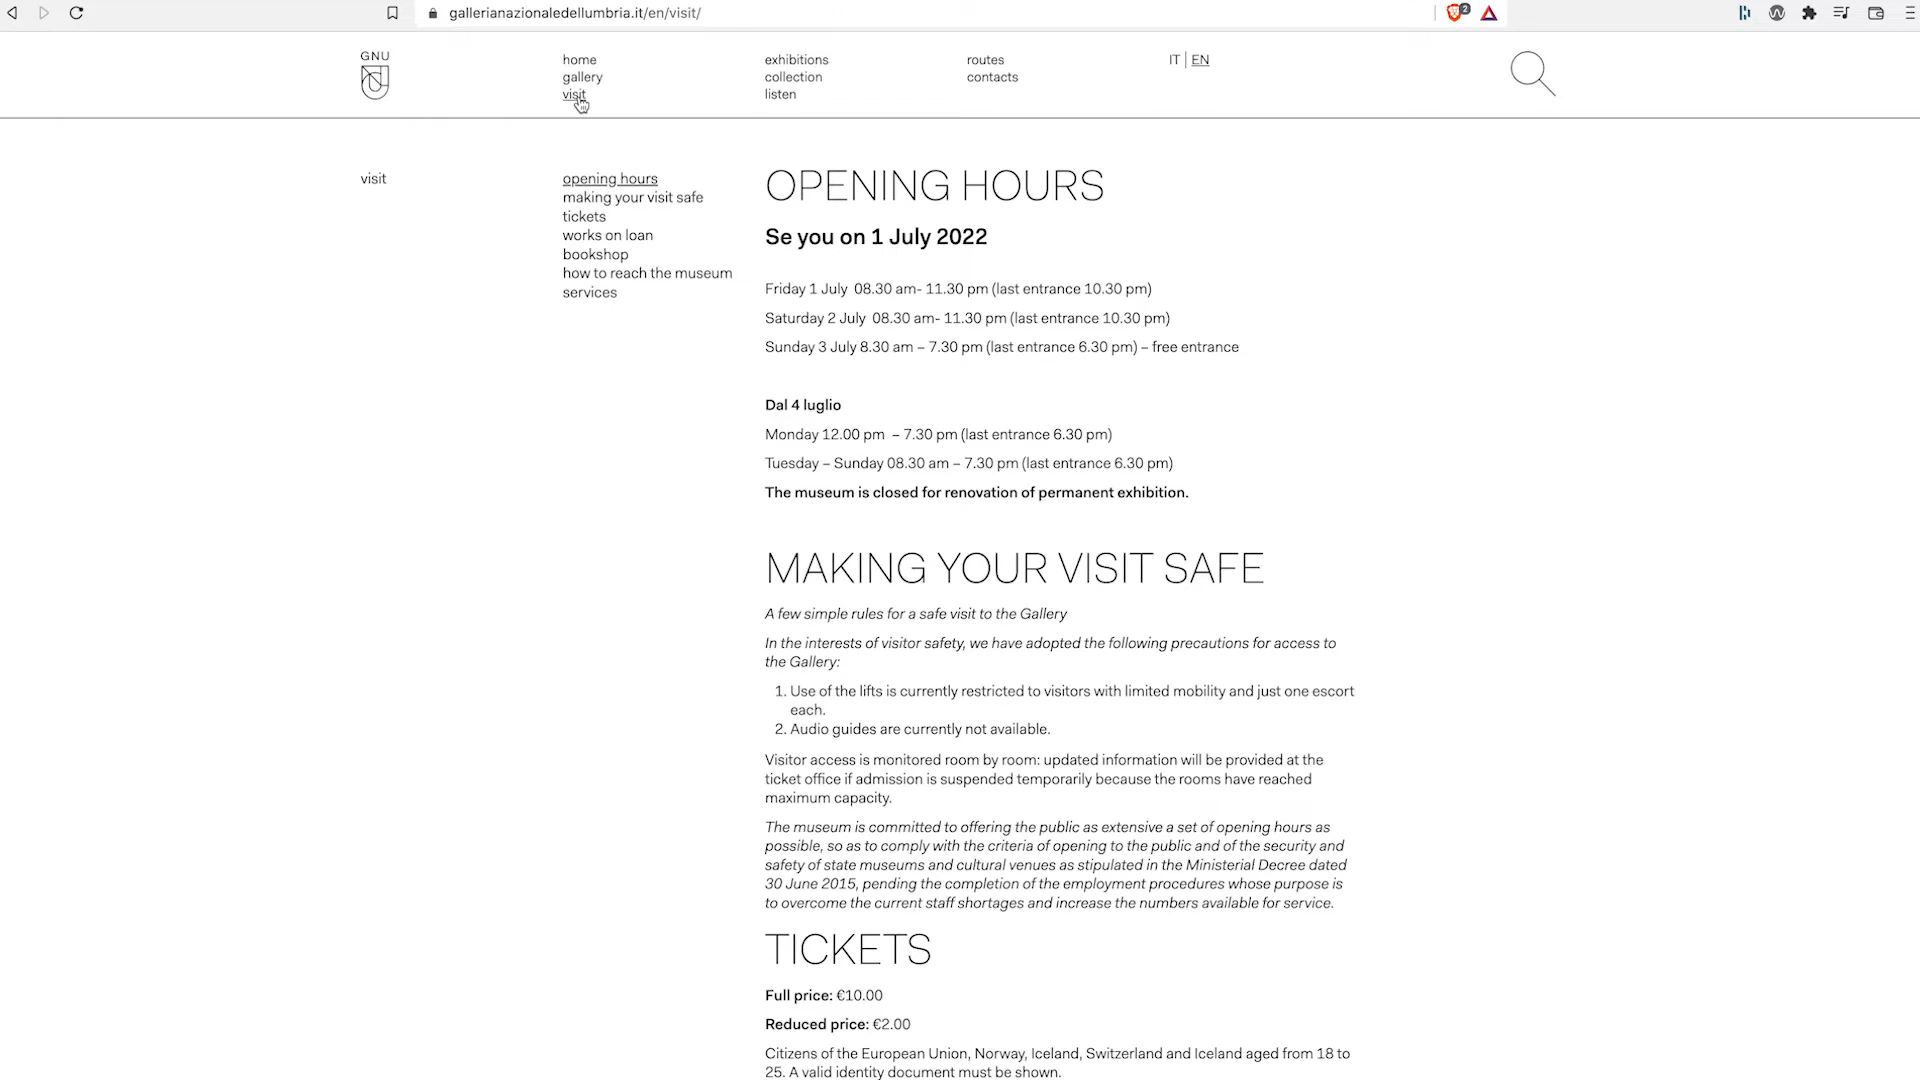 gallerianazionaledellumbria.it/en/visit/
2
GNU
home
gallery
visit
exhibitions
collection
listen
routes
contacts
IT | EN
visit
opening hours
making your visit safe
tickets
works on loan
bookshop
how to reach the museum
services
OPENING HOURS
Se you on 1 July 2022
Friday 1 July 08.30 am- 11.30 pm (last entrance 10.30 pm)
Saturday 2 July 08.30 am- 11.30 pm (last entrance 10.30 pm)
Sunday 3 July 8.30 am – 7.30 pm (last entrance 6.30 pm) – free entrance
Dal 4 luglio
Monday 12.00 pm – 7.30 pm (last entrance 6.30 pm)
Tuesday – Sunday 08.30 am – 7.30 pm (last entrance 6.30 pm)
The museum is closed for renovation of permanent exhibition.
MAKING YOUR VISIT SAFE
A few simple rules for a safe visit to the Gallery
In the interests of visitor safety, we have adopted the following precautions for access to
the Gallery:
1. Use of the lifts is currently restricted to visitors with limited mobility and just one escort
each.
2. Audio guides are currently not available.
Visitor access is monitored room by room: updated information will be provided at the
ticket office if admission is suspended temporarily because the rooms have reached
maximum capacity.
The museum is committed to offering the public as extensive a set of opening hours as
possible, so as to comply with the criteria of opening to the public and of the security and
safety of state museums and cultural venues as stipulated in the Ministerial Decree dated
30 June 2015, pending the completion of the employment procedures whose purpose is
to overcome the current staff shortages and increase the numbers available for service.
TICKETS
Full price: €10.00
Reduced price: €2.00
Citizens of the European Union, Norway, Iceland, Switzerland and Iceland aged from 18 to
25. A valid identity document must be shown.